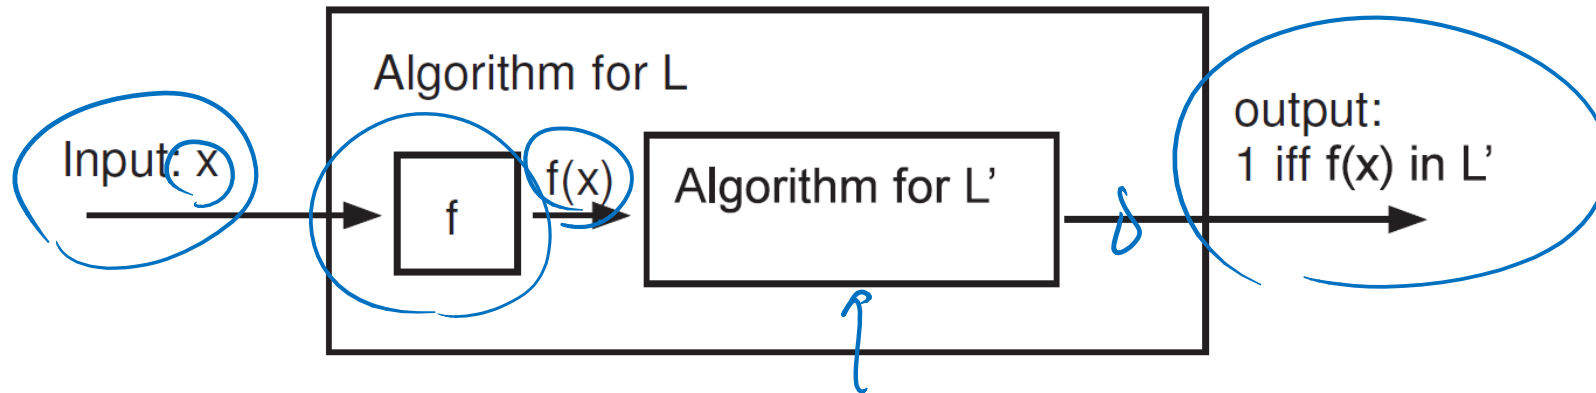 Algorithm for L
Input: x
f
f(x)
Algorithm for L’
output:
1 iff f(x) in L’